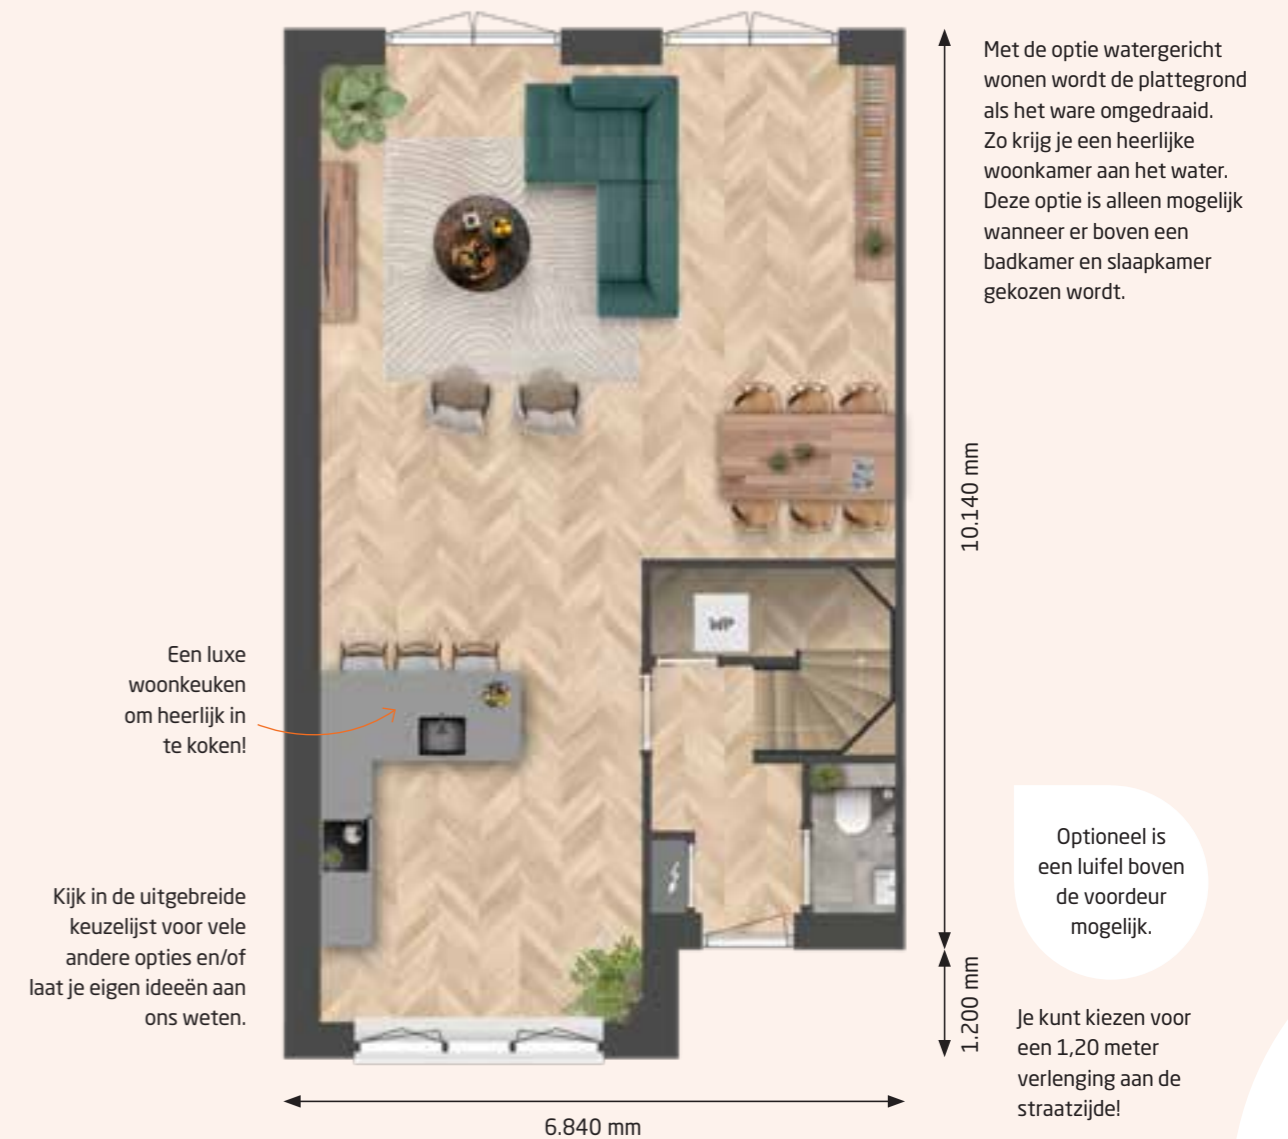 Met de optie watergericht
wonen wordt de plattegrond
als het ware omgedraaid.
Zo krijg je een heerlijke
woonkamer aan het water.
Deze optie is alleen mogelijk
wanneer er boven een
badkamer en slaapkamer
gekozen wordt.
10.140 mm
WP
Een luxe
woonkeuken
om heerlijk in
te koken!
Kijk in de uitgebreide
keuzelijst voor vele
andere opties en/of
laat je eigen ideeën aan
ons weten.
Optioneel is
een luifel boven
de voordeur
mogelijk.
1.200 mm
Je kunt kiezen voor
een 1,20 meter
verlenging aan de
straatzijde!
6.840 mm